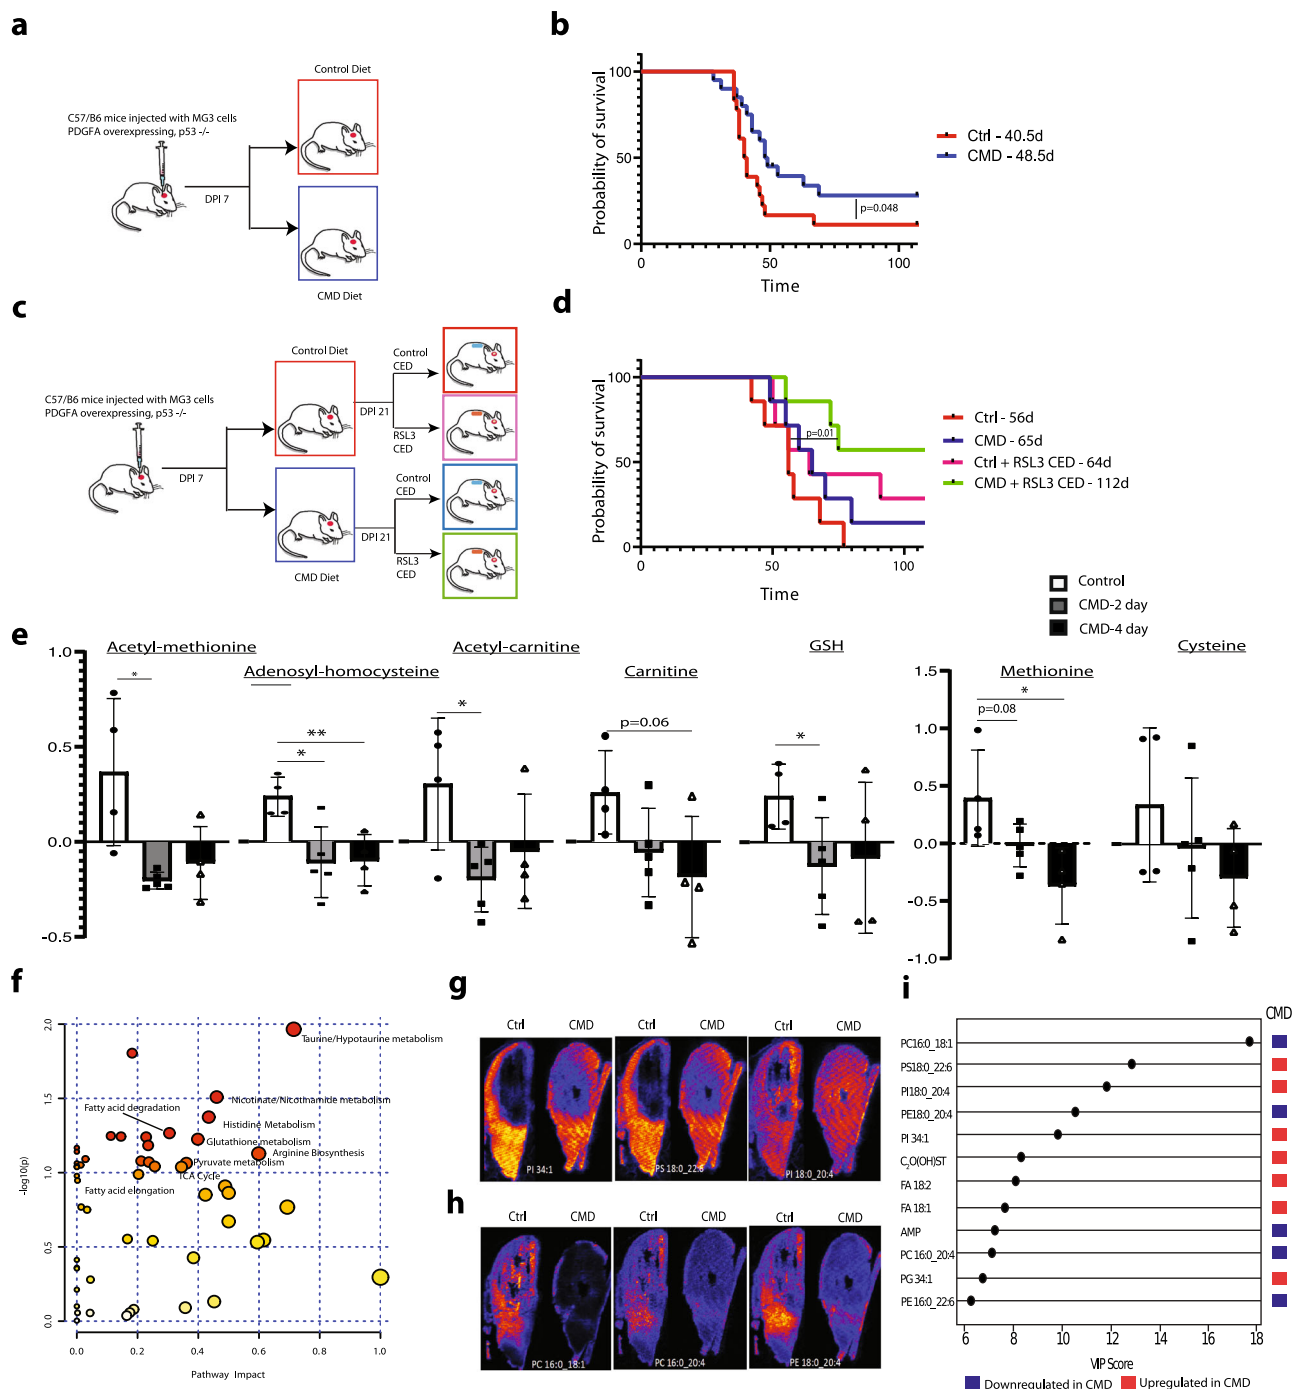 a
Control Diet
C57/B6 mice injected with MG3 cells
PDGFA overexpressing, p53 -/-
DPI 7
CMD Diet
b
Probability of survival
100
50
0
0
50
100
Time
Ctrl - 40.5d
CMD - 48.5d
p=0.048
c
Control Diet
Control
CED
C57/B6 mice injected with MG3 cells
PDGFA overexpressing, p53 -/-
DPI 21
RSL3
CED
DPI 7
Control
CED
DPI 21
RSL3
CED
CMD Diet
d
Probability of survival
100
50
0
0
50
100
Time
p=0.01
Ctrl - 56d
CMD - 65d
Ctrl + RSL3 CED - 64d
CMD + RSL3 CED - 112d
Control
CMD-2 day
CMD-4 day
e
1.0
0.5
0.0
-0.5
Acetyl-methionine
*
Adenosyl-homocysteine
**
*
Acetyl-carnitine
*
Carnitine
p=0.06
GSH
*
1.5
1.0
0.5
0.0
-0.5
-1.0
Methionine
*
p=0.08
Cysteine
f
-log10(p)
2.0
1.5
1.0
0.5
0.0
Taurine/Hypotaurine metabolism
Nicotinate/Nicothnamide metabolism
Fatty acid degradation
Histidine Metabolism
Glutathione metabolism
Arginine Biosynthesis
Pyruvate metabolism
TCA Cycle
Fatty acid elongation
0.0
0.2
0.4
0.6
0.8
1.0
Pathway Impact
g
Ctrl
CMD
Ctrl
CMD
Ctrl
CMD
PI 34:1
PS 18:0_22:6
PI 18:0_20:4
h
Ctrl
CMD
Ctrl
CMD
Ctrl
CMD
PC 16:0_18:1
PC 16:0_20:4
PE 18:0_20:4
i
CMD
PC16:0_18:1
PS18:0_22:6
PI18:0_20:4
PE18:0_20:4
PI 34:1
C2O(OH)ST
FA 18:2
FA 18:1
AMP
PC 16:0_20:4
PG 34:1
PE 16:0_22:6
6
8
10
12
14
16
18
VIP Score
Downregulated in CMD
Upregulated in CMD